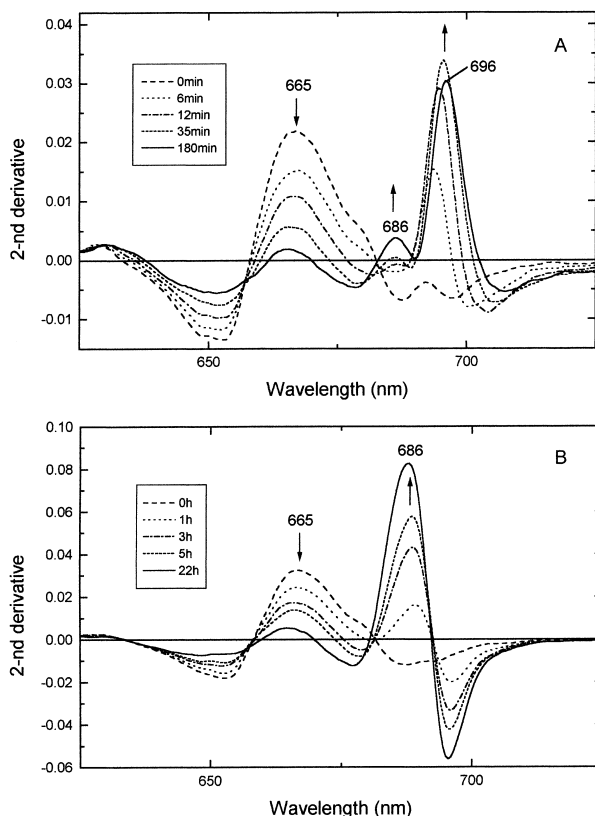 A
0.04
0.03
0.02
0.01
0.00
-0.01
2-nd derivative
0min
6min
12min
35min
180min
665
686
696
650
700
Wavelength (nm)
B
0.10
0.08
0.06
0.04
0.02
0.00
-0.02
-0.04
-0.06
2-nd derivative
0h
1h
3h
5h
22h
665
686
650
700
Wavelength (nm)